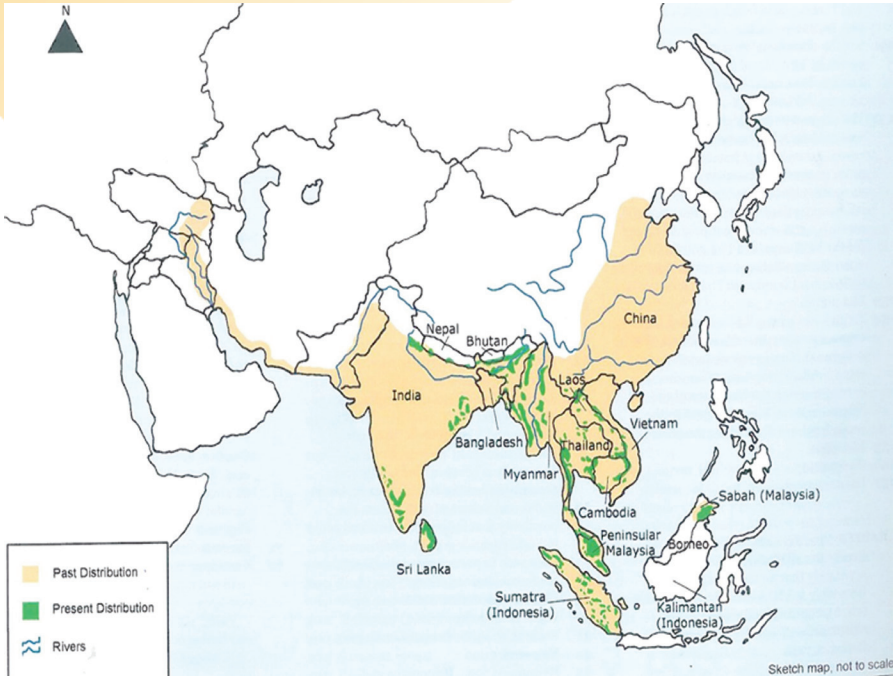 N
China
Nepal
Bhutan
India
Laos
Bangladesh
Thailand
Vietnam
Myanmar
Cambodia
Sabah (Malaysia)
Peninsular
Malaysia
Borneo
Sri Lanka
Sumatra
(Indonesia)
Kalimantan
(Indonesia)
Past Distribution
Present Distribution
Rivers
Sketch map, not to scale